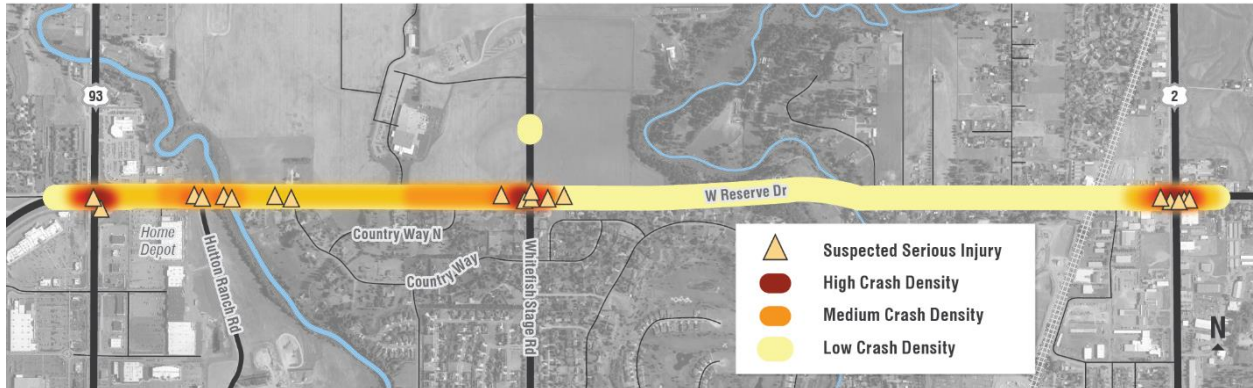 93
2
W Reserve Dr
Home
Depot
Hutton Ranch Rd
Country Way N
Country Way
Whitefish Stage Rd
Suspected Serious Injury
High Crash Density
Medium Crash Density
Low Crash Density
N